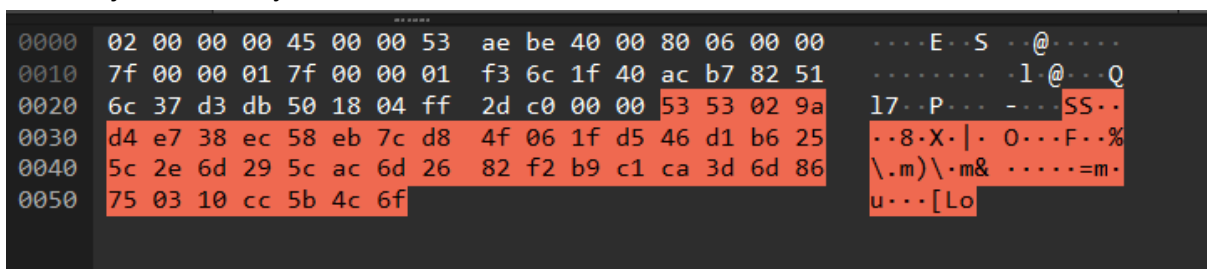 0000 02 00 00 00 45 00 00 53 ae be 40 00 80 06 00 00 ····E··S ··@·····
0010 7f 00 00 01 7f 00 00 01 f3 6c 1f 40 ac b7 82 51 ········ ·l·@···Q
0020 6c 37 d3 db 50 18 04 ff 2d c0 00 00 53 53 02 9a l7··P··· -···SS··
0030 d4 e7 38 ec 58 eb 7c d8 4f 06 1f d5 46 d1 b6 25 ··8·X·|· O···F··%
0040 5c 2e 6d 29 5c ac 6d 26 82 f2 b9 c1 ca 3d 6d 86 \.m)\·m& ·····=m·
0050 75 03 10 cc 5b 4c 6f u···[Lo